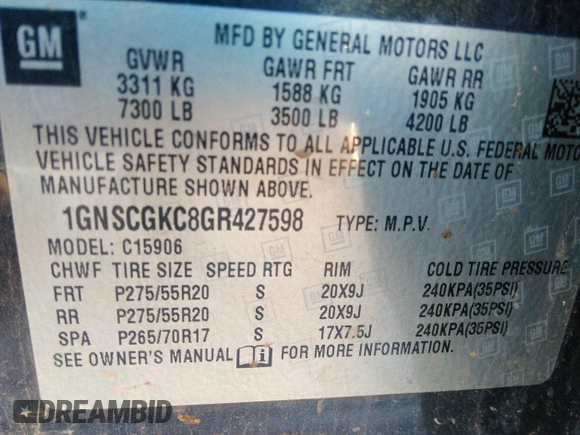 GM
MFD BY GENERAL MOTORS LLC
GVWR GAWR FRT GAWR RR
3311 KG 1588 KG 1905 KG
7300 LB 3500 LB 4200 LB
THIS VEHICLE CONFORMS TO ALL APPLICABLE U.S. FEDERAL MOTO
VEHICLE SAFETY STANDARDS IN EFFECT ON THE DATE OF
MANUFACTURE SHOWN ABOVE.
1GNSCGKC8GR427598 TYPE: M.P.V.
MODEL: C15906
CHWF TIRE SIZE SPEED RTG RIM COLD TIRE PRESSURE
FRT P275/55R20 S 20X9J 240KPA(35PSI)
RR P275/55R20 S 20X9J 240KPA(35PSI)
SPA P265/70R17 S 17X7.5J 240KPA(35PSI)
SEE OWNER'S MANUAL FOR MORE INFORMATION.
DREAMBID